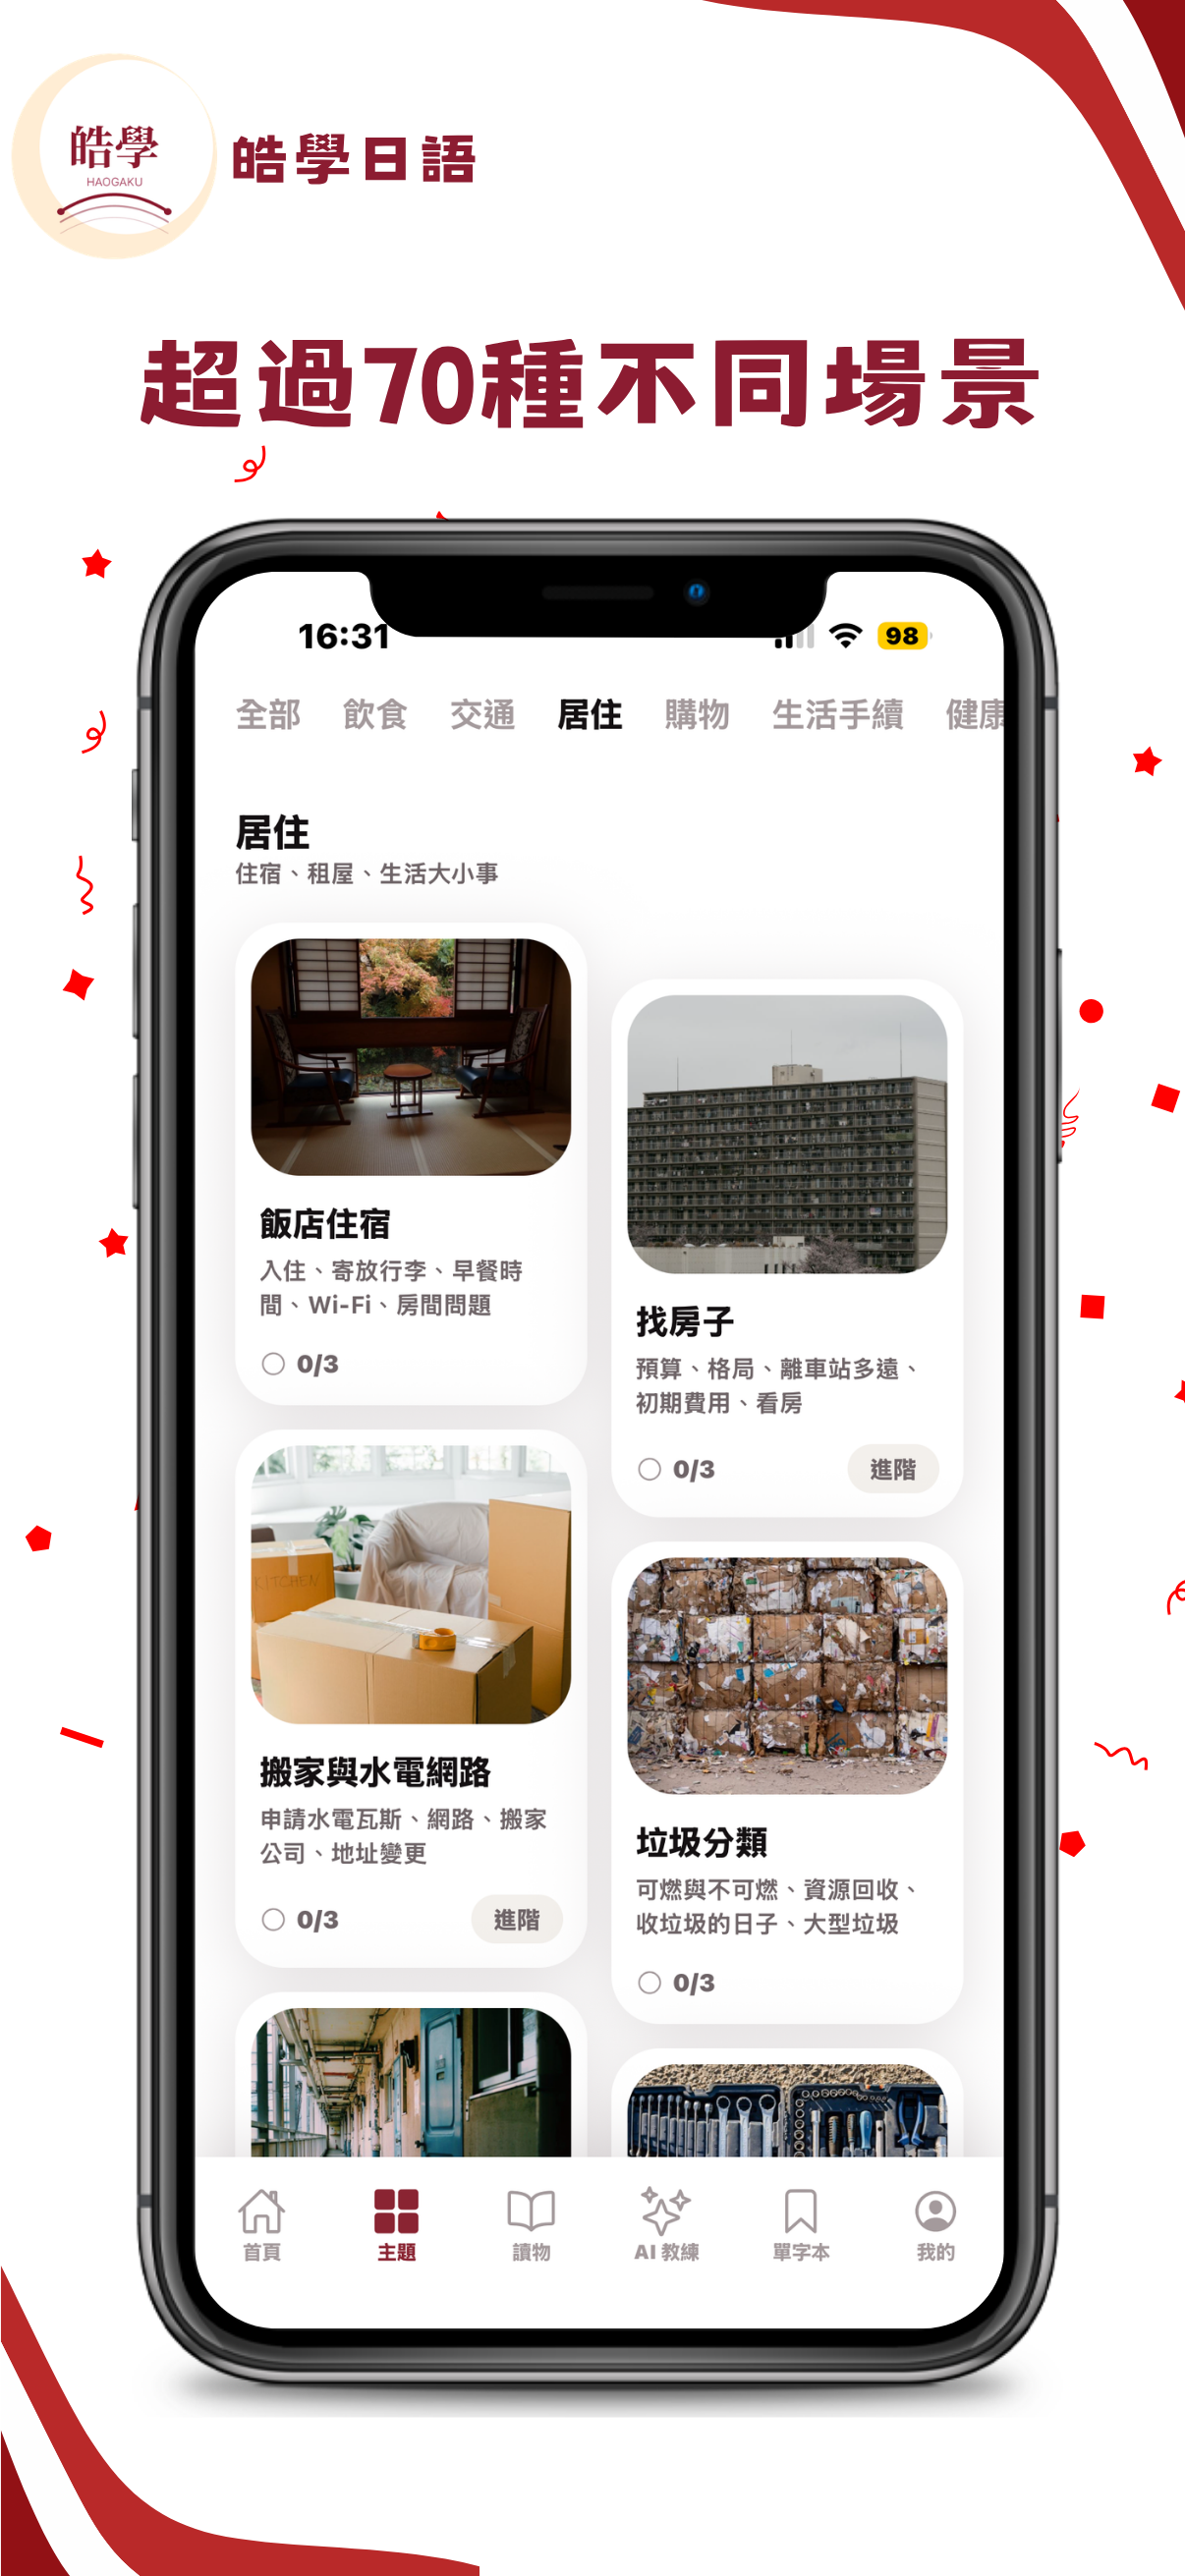 皓學
HAOGAKU
皓學日語
超過70種不同場景
16:31
98
全部 飲食 交通 居住 購物 生活手續 健康
居住
住宿、租屋、生活大小事
飯店住宿
入住、寄放行李、早餐時
間、Wi-Fi、房間問題
0/3
找房子
預算、格局、離車站多遠、
初期費用、看房
0/3 進階
KITCHEN
搬家與水電網路
申請水電瓦斯、網路、搬家
公司、地址變更
0/3 進階
垃圾分類
可燃與不可燃、資源回收、
收垃圾的日子、大型垃圾
0/3
首頁 主題 讀物 AI 教練 單字本 我的